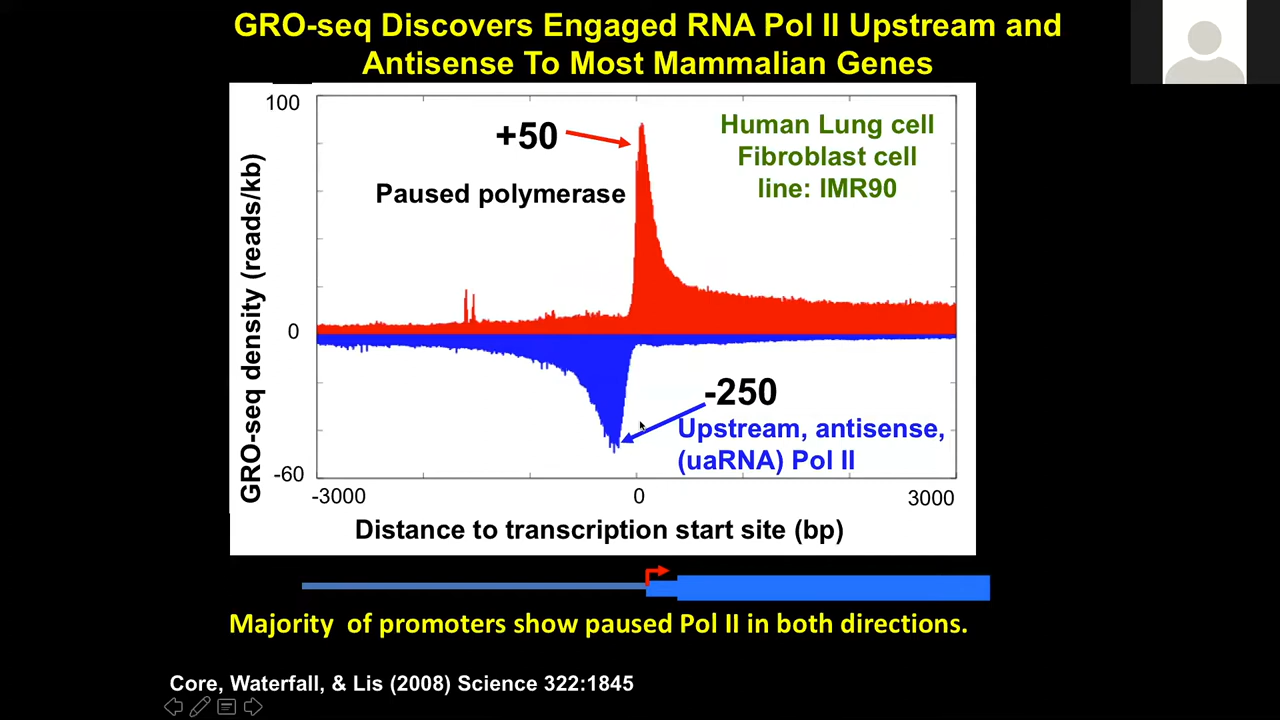 GRO-seq Discovers Engaged RNA Pol II Upstream and
Antisense To Most Mammalian Genes
100
+50
Paused polymerase
Human Lung cell
Fibroblast cell
line: IMR90
GRO-seq density (reads/kb)
0
-250
Upstream, antisense,
(uaRNA) Pol II
-60
-3000
0
3000
Distance to transcription start site (bp)
Majority of promoters show paused Pol II in both directions.
Core, Waterfall, & Lis (2008) Science 322:1845